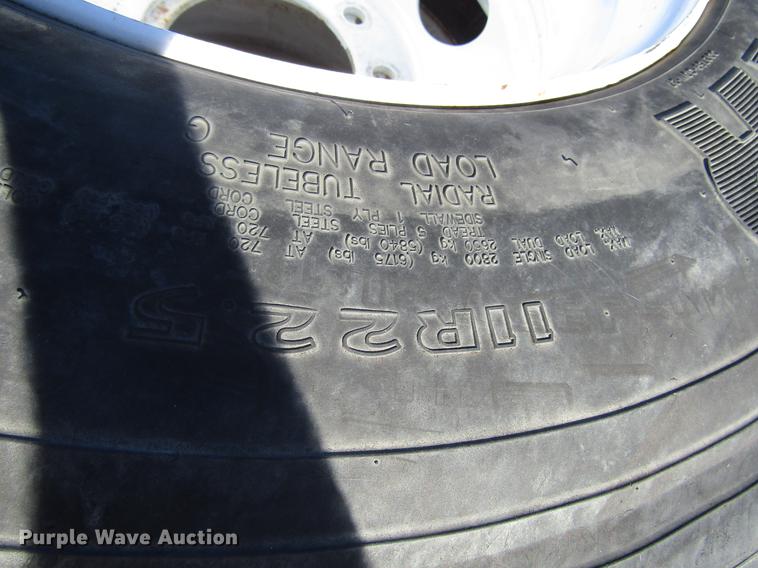 11R22.5
MAX. LOAD SINGLE 2800 kg (6175 lbs) AT 720
MAX. LOAD DUAL 2650 kg (5840 lbs) AT 720
TREAD 5 PLIES STEEL CORD
SIDEWALL 1 PLY STEEL CORD
RADIAL TUBELESS
LOAD RANGE G
Purple Wave Auction